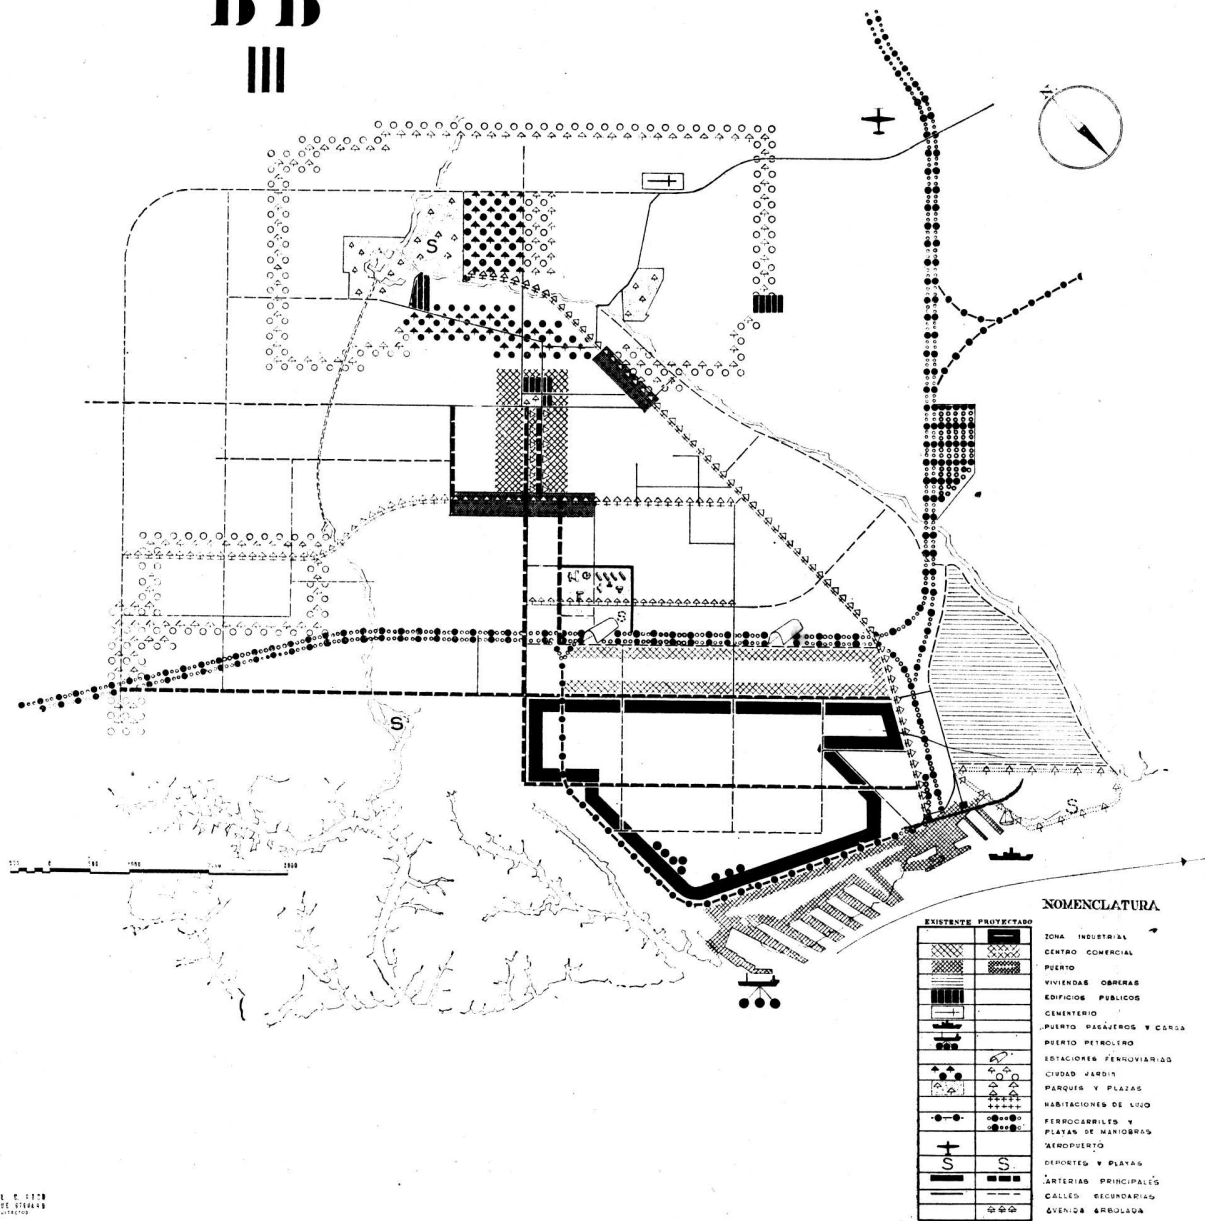 BB
III
S
S
S
S
NOMENCLATURA
EXISTENTE PROYECTADO
ZONA INDUSTRIAL
CENTRO COMERCIAL
PUERTO
VIVIENDAS OBRERAS
EDIFICIOS PUBLICOS
CEMENTERIO
PUERTO PASAJEROS Y CARGA
PUERTO PETROLERO
ESTACIONES FERROVIARIAS
CIUDAD JARDIN
PARQUES Y PLAZAS
HABITACIONES DE LUJO
FERROCARRILES Y
PLAYAS DE MANIOBRAS
AEROPUERTO
S S DEPORTES Y PLAYAS
ARTERIAS PRINCIPALES
CALLES SECUNDARIAS
AVENIDA ARBOLADA